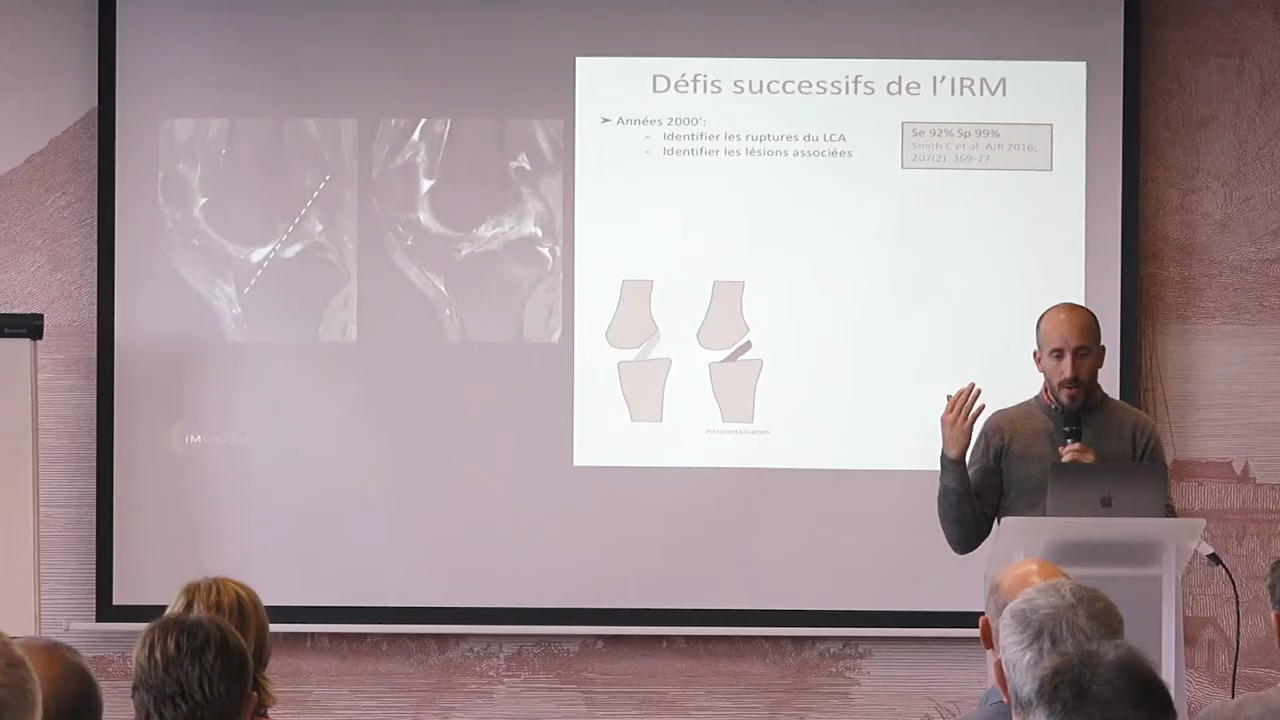 Défis successifs de l'IRM
➢ Années 2000':
- Identifier les ruptures du LCA
- Identifier les lésions associées
Se 92% Sp 99%
Smith C et al. AJR 2016;
207(2): 369-27
Horizontalisation